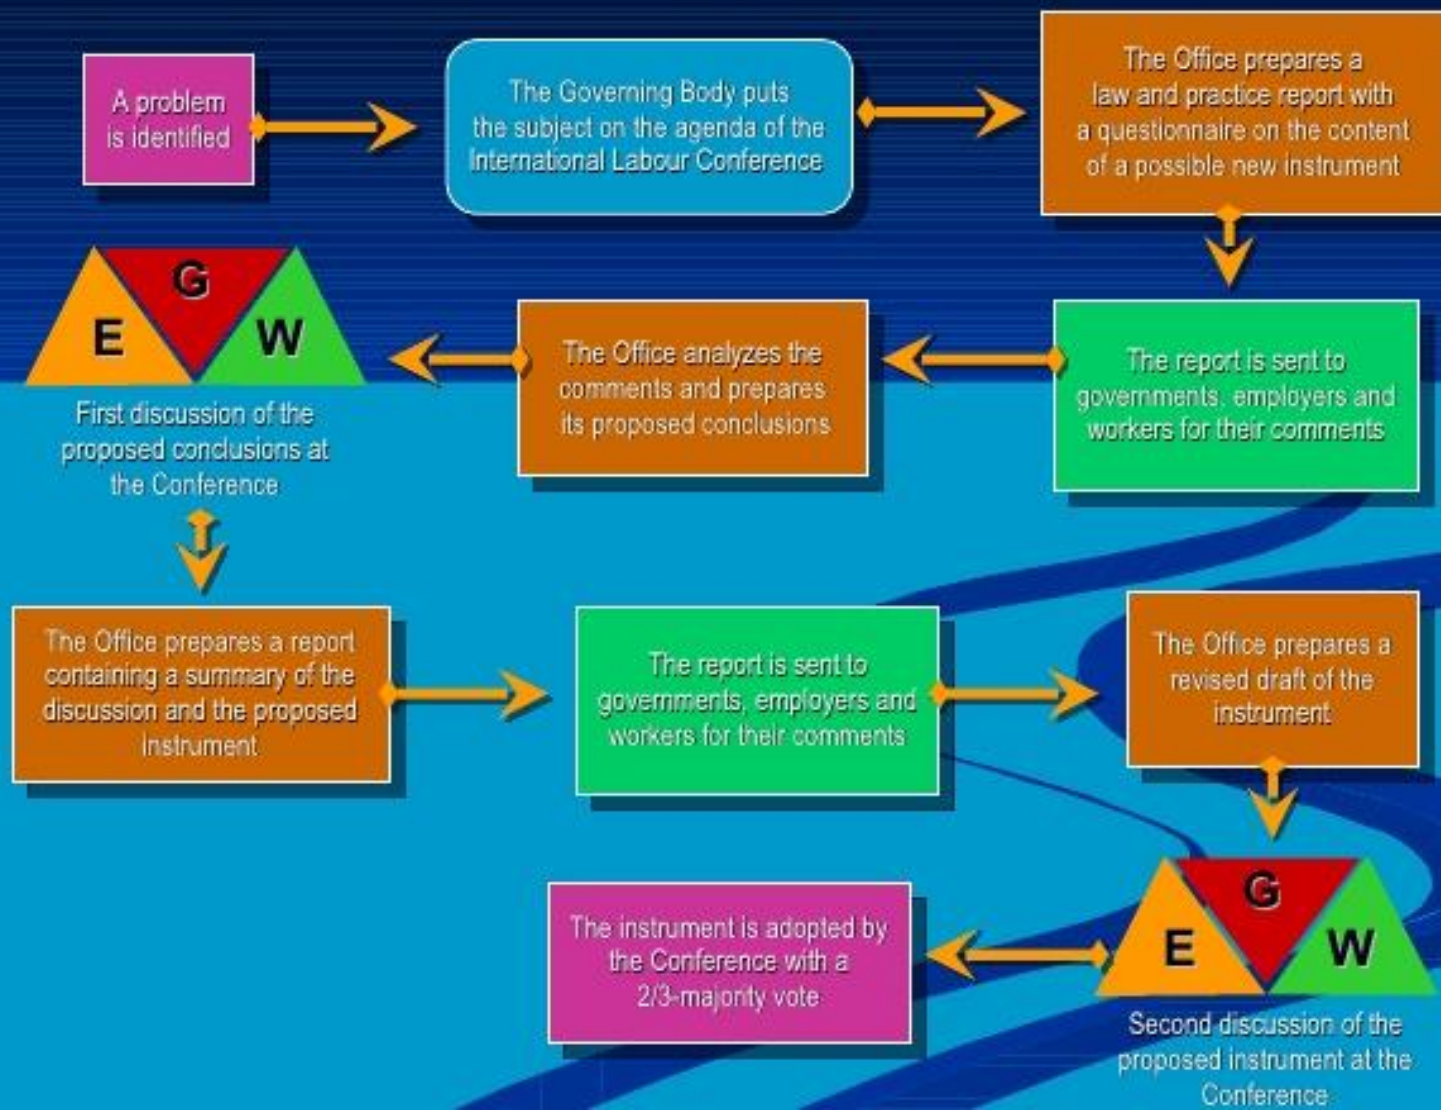 A problem
is identified
The Governing Body puts
the subject on the agenda of the
International Labour Conference
The Office prepares a
law and practice report with
a questionnaire on the content
of a possible new instrument
The report is sent to
governments, employers and
workers for their comments
The Office analyzes the
comments and prepares
its proposed conclusions
G
E W
First discussion of the
proposed conclusions at
the Conference
The Office prepares a report
containing a summary of the
discussion and the proposed
instrument
The report is sent to
governments, employers and
workers for their comments
The Office prepares a
revised draft of the
instrument
G
E W
Second discussion of the
proposed instrument at the
Conference
The instrument is adopted by
the Conference with a
2/3-majority vote